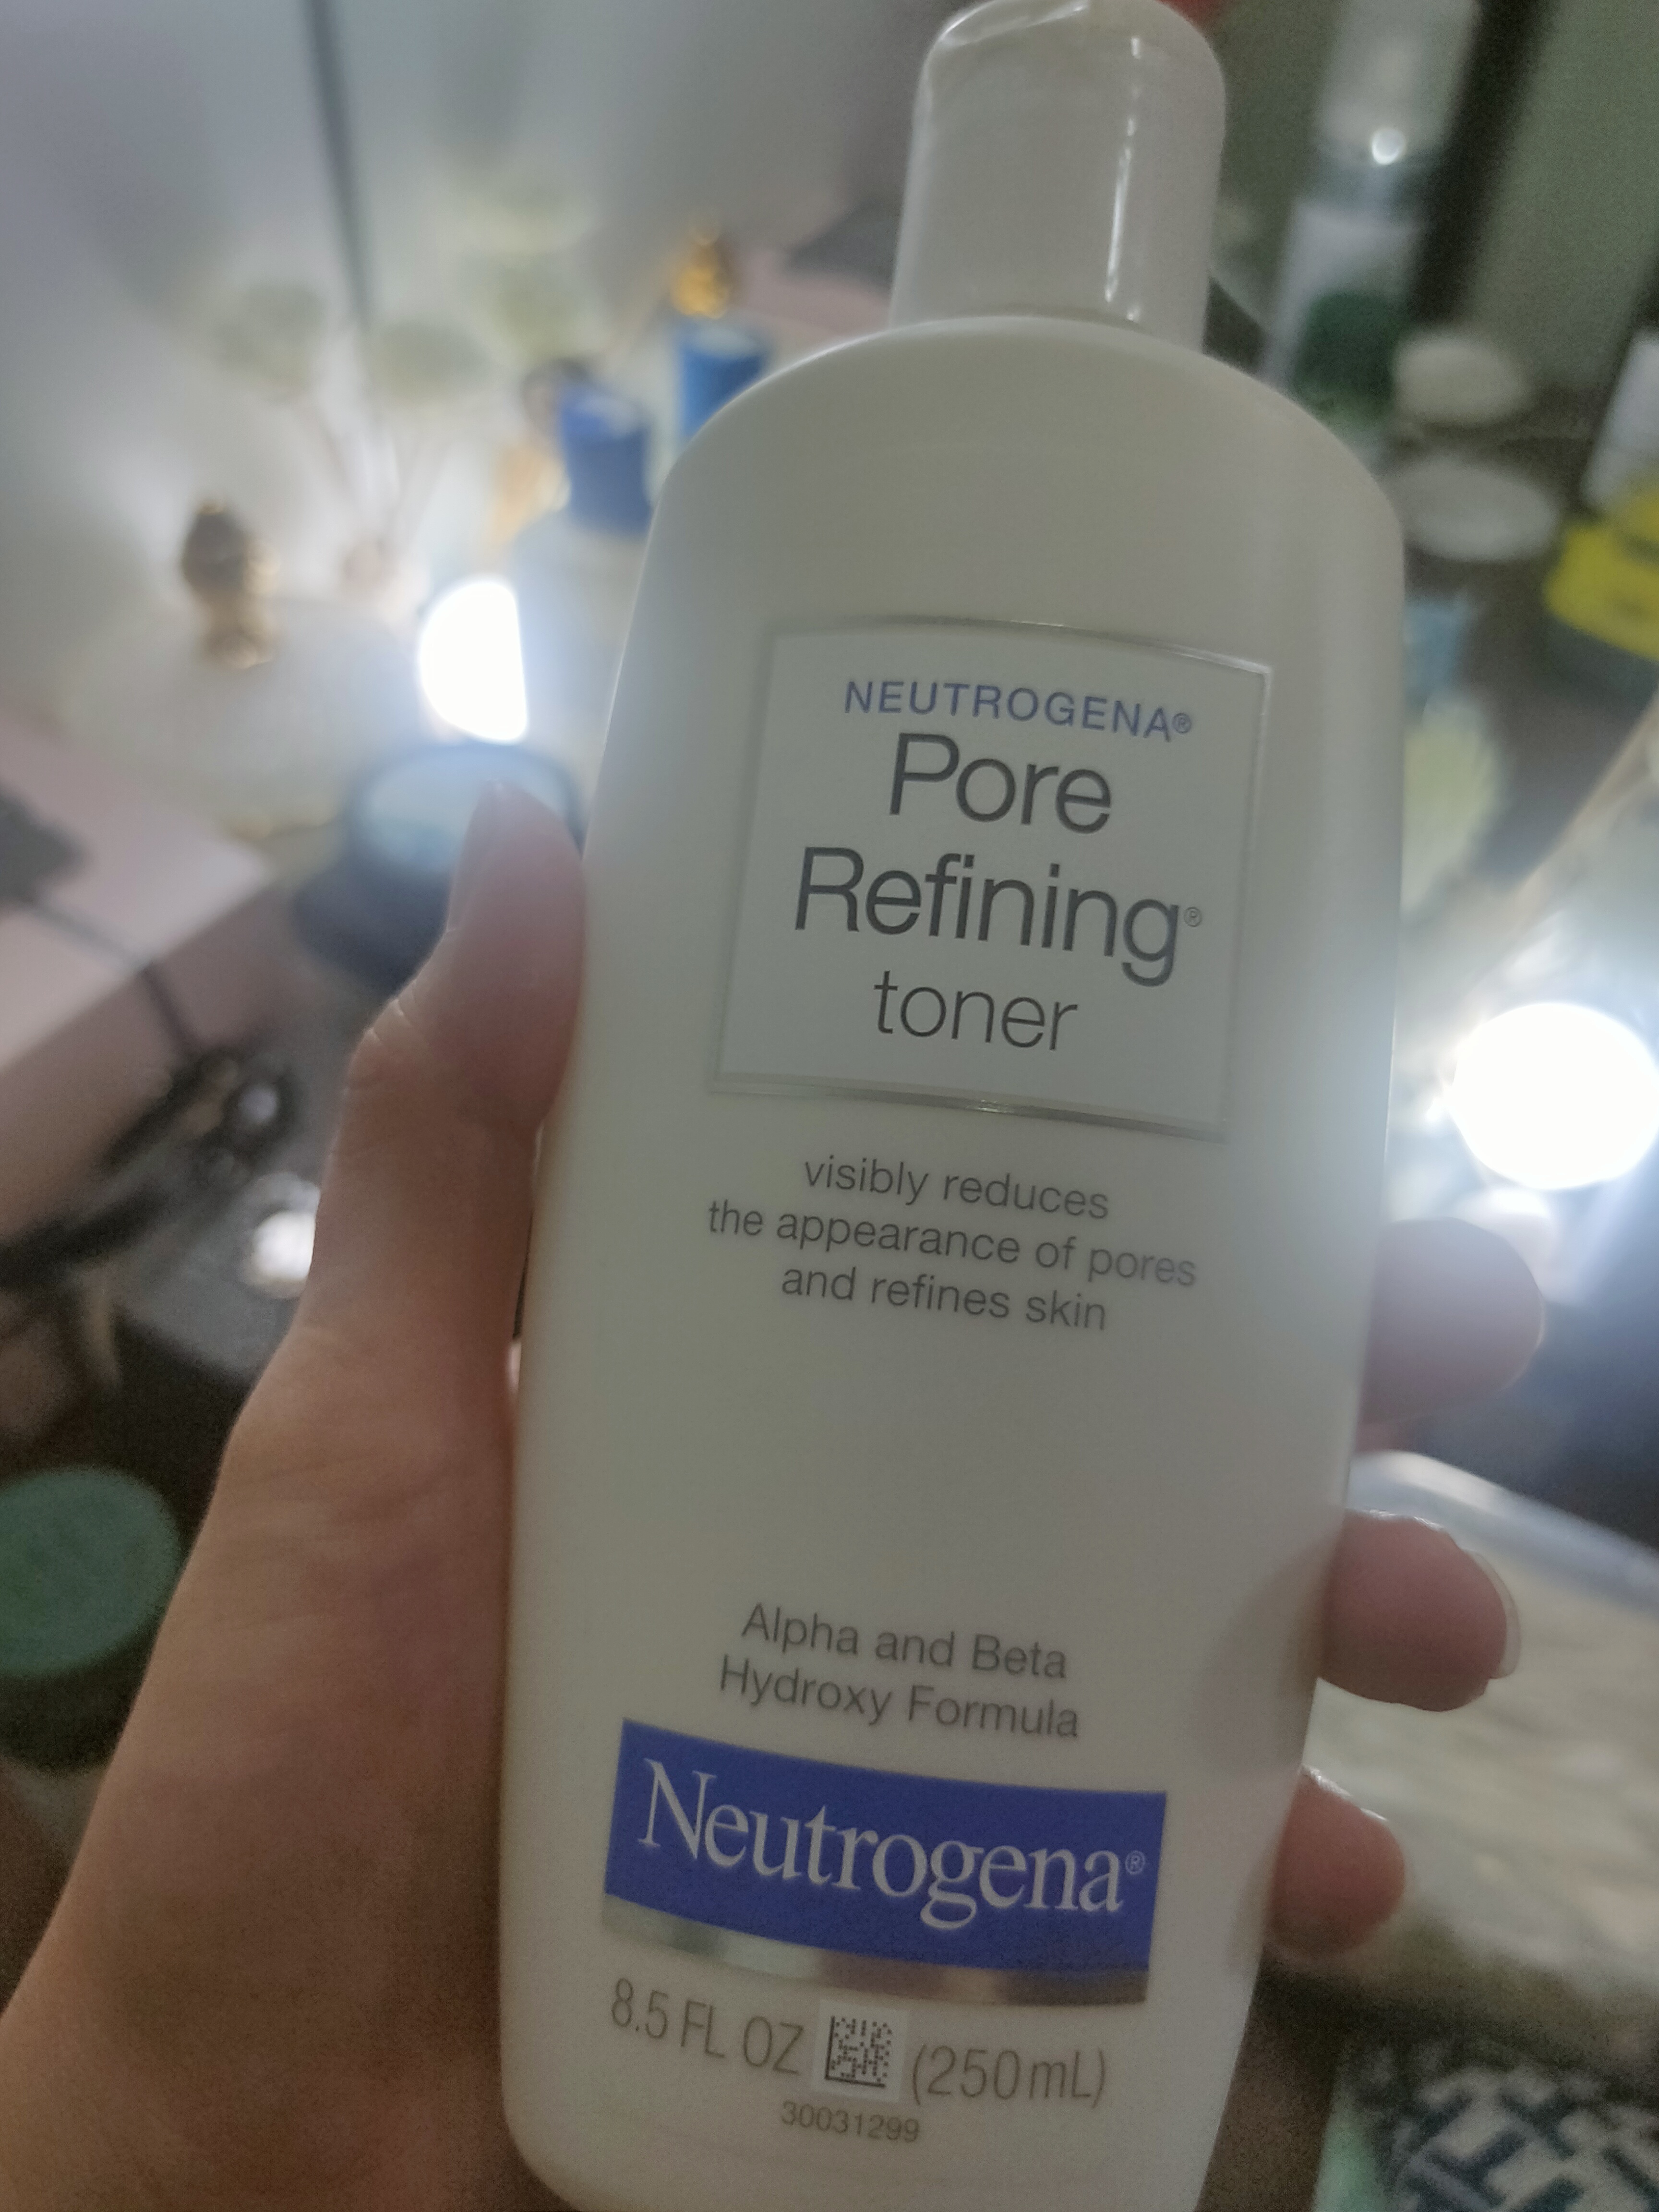 NEUTROGENA®
Pore
Refining®
toner
visibly reduces
the appearance of pores
and refines skin
Alpha and Beta
Hydroxy Formula
Neutrogena®
8.5 FL OZ (250mL)
30031299